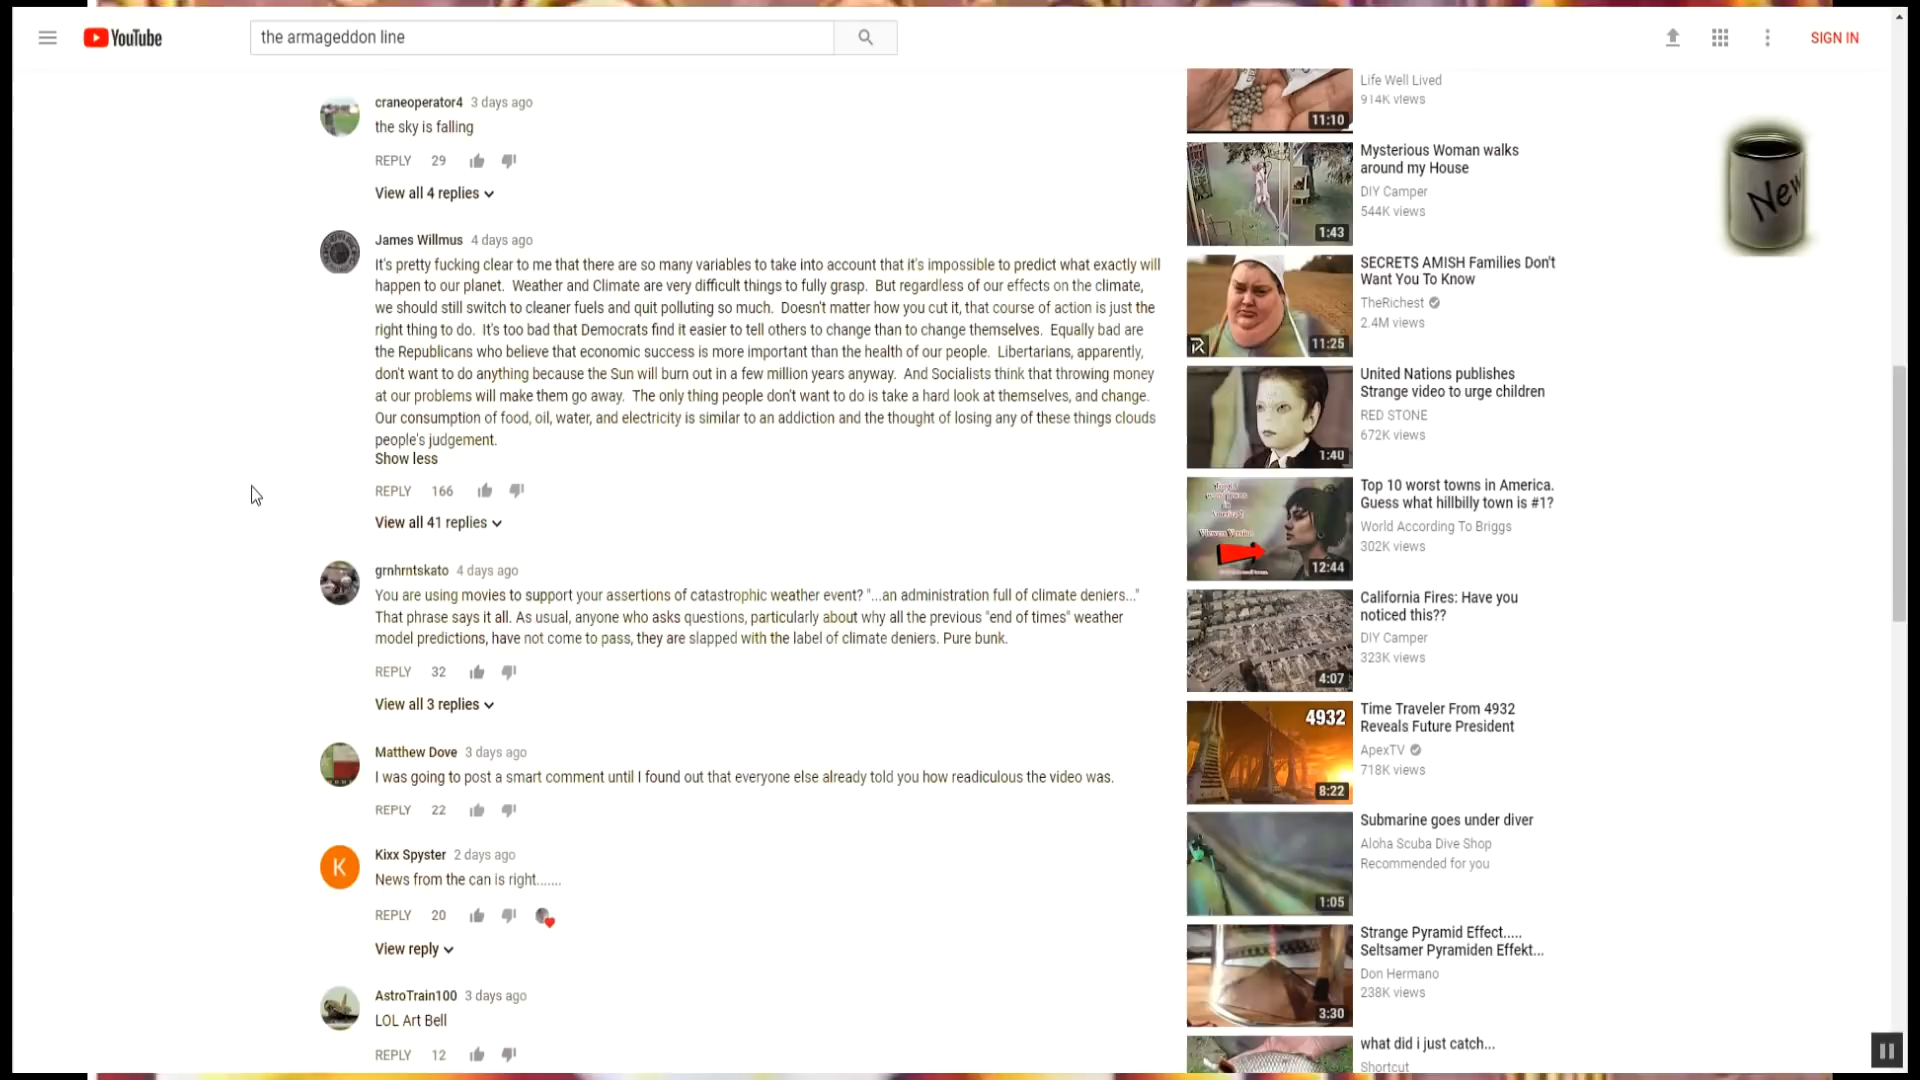 YouTube
the armageddon line
SIGN IN
craneoperator4 3 days ago
the sky is falling
REPLY 29
View all 4 replies
James Willmus 4 days ago
It's pretty fucking clear to me that there are so many variables to take into account that it's impossible to predict what exactly will
happen to our planet. Weather and Climate are very difficult things to fully grasp. But regardless of our effects on the climate,
we should still switch to cleaner fuels and quit polluting so much. Doesn't matter how you cut it, that course of action is just the
right thing to do. It's too bad that Democrats find it easier to tell others to change than to change themselves. Equally bad are
the Republicans who believe that economic success is more important than the health of our people. Libertarians, apparently,
don't want to do anything because the Sun will burn out in a few million years anyway. And Socialists think that throwing money
at our problems will make them go away. The only thing people don't want to do is take a hard look at themselves, and change.
Our consumption of food, oil, water, and electricity is similar to an addiction and the thought of losing any of these things clouds
people's judgement.
Show less
REPLY 166
View all 41 replies
grnhrntskato 4 days ago
You are using movies to support your assertions of catastrophic weather event? "...an administration full of climate deniers..."
That phrase says it all. As usual, anyone who asks questions, particularly about why all the previous "end of times" weather
model predictions, have not come to pass, they are slapped with the label of climate deniers. Pure bunk.
REPLY 32
View all 3 replies
Matthew Dove 3 days ago
I was going to post a smart comment until I found out that everyone else already told you how readiculous the video was.
REPLY 22
K
Kixx Spyster 2 days ago
News from the can is right.......
REPLY 20
View reply
AstroTrain100 3 days ago
LOL Art Bell
REPLY 12
Life Well Lived
914K views
11:10
Mysterious Woman walks
around my House
DIY Camper
544K views
1:43
SECRETS AMISH Families Don't
Want You To Know
TheRichest
2.4M views
R
11:25
United Nations publishes
Strange video to urge children
RED STONE
672K views
1:40
Top 10 worst towns in America.
Guess what hillbilly town is #1?
World According To Briggs
302K views
12:44
California Fires: Have you
noticed this??
DIY Camper
323K views
4:07
Time Traveler From 4932
Reveals Future President
ApexTV
718K views
4932
8:22
Submarine goes under diver
Aloha Scuba Dive Shop
Recommended for you
1:05
Strange Pyramid Effect.....
Seltsamer Pyramiden Effekt...
Don Hermano
238K views
3:30
what did i just catch...
Shortcut
New